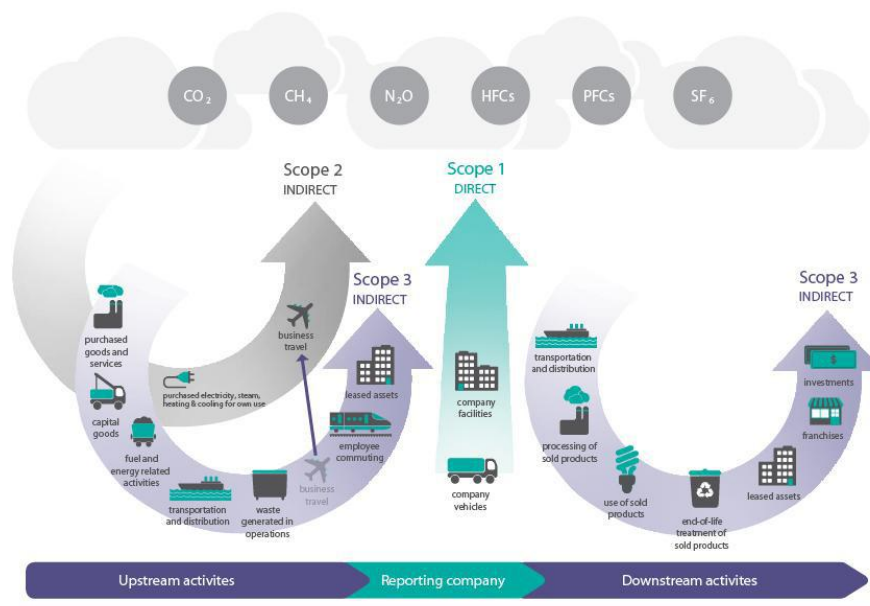 CO₂
CH₄
N₂O
HFCs
PFCs
SF₆
Scope 2
INDIRECT
Scope 1
DIRECT
Scope 3
INDIRECT
Scope 3
INDIRECT
purchased
goods and
services
capital
goods
fuel and
energy related
activities
purchased electricity, steam,
heating & cooling for own use
transportation
and distribution
waste
generated in
operations
business
travel
business
travel
employee
commuting
leased assets
company
facilities
company
vehicles
transportation
and distribution
processing of
sold products
use of sold
products
end-of-life
treatment of
sold products
leased assets
franchises
investments
$
Upstream activites
Reporting company
Downstream activites